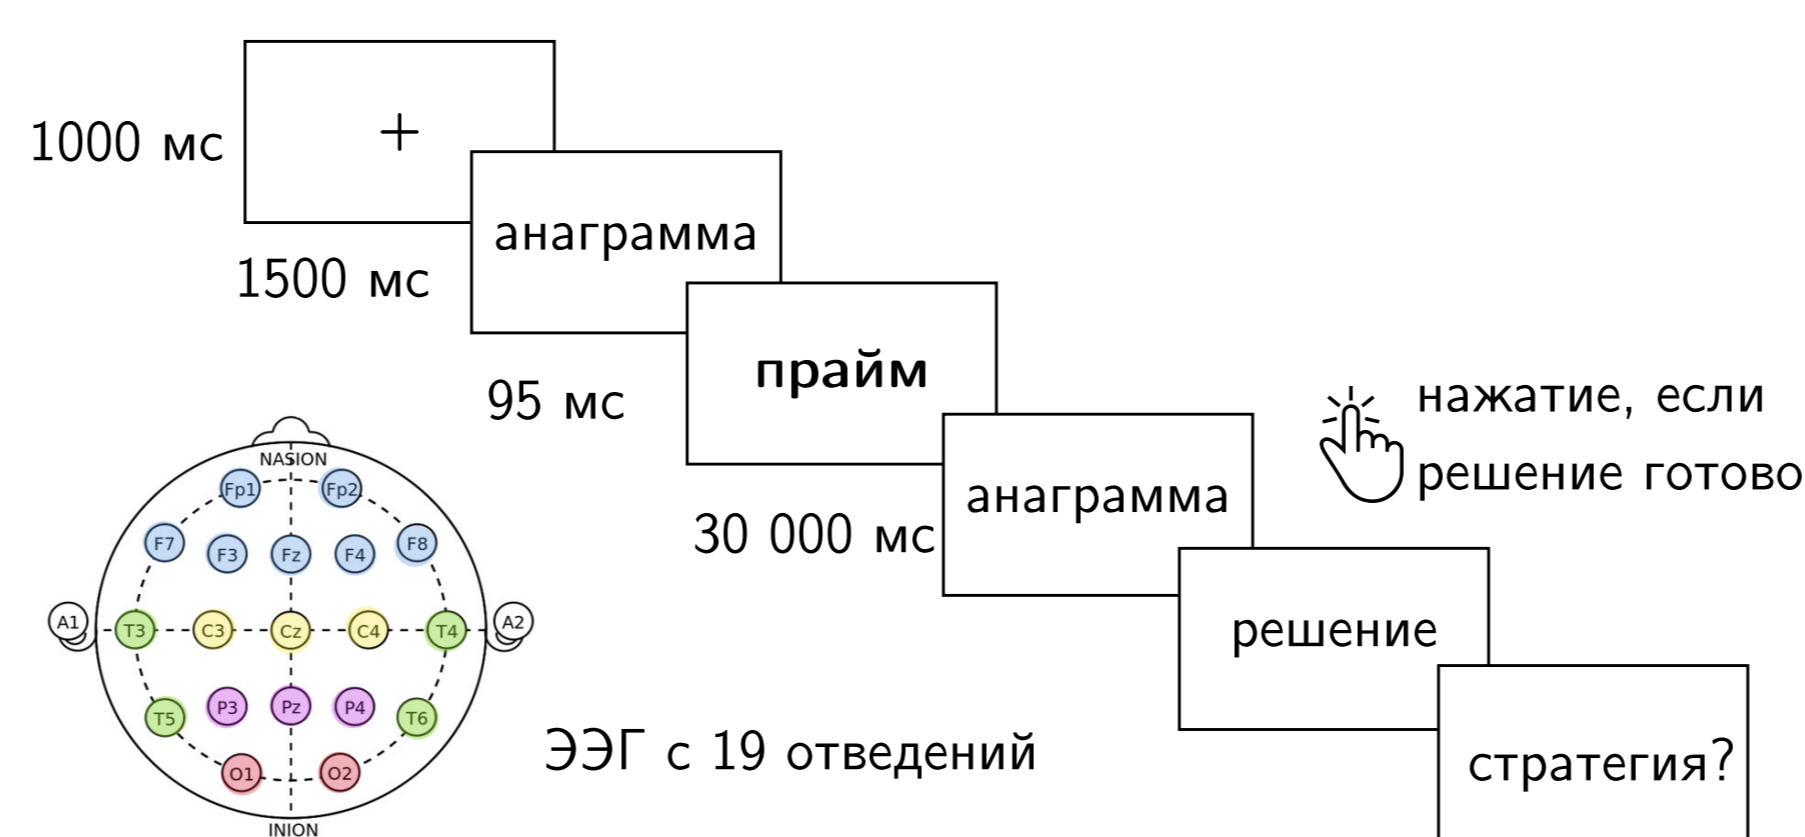 1000 мс
+
анаграмма
1500 мс
прайм
95 мс
нажатие, если
решение готово
анаграмма
30 000 мс
решение
стратегия?
ЭЭГ с 19 отведений
NASION
Fp1 Fp2
F7 F3 Fz F4 F8
A1 T3 C3 Cz C4 T4 A2
T5 P3 Pz P4 T6
O1 O2
INION